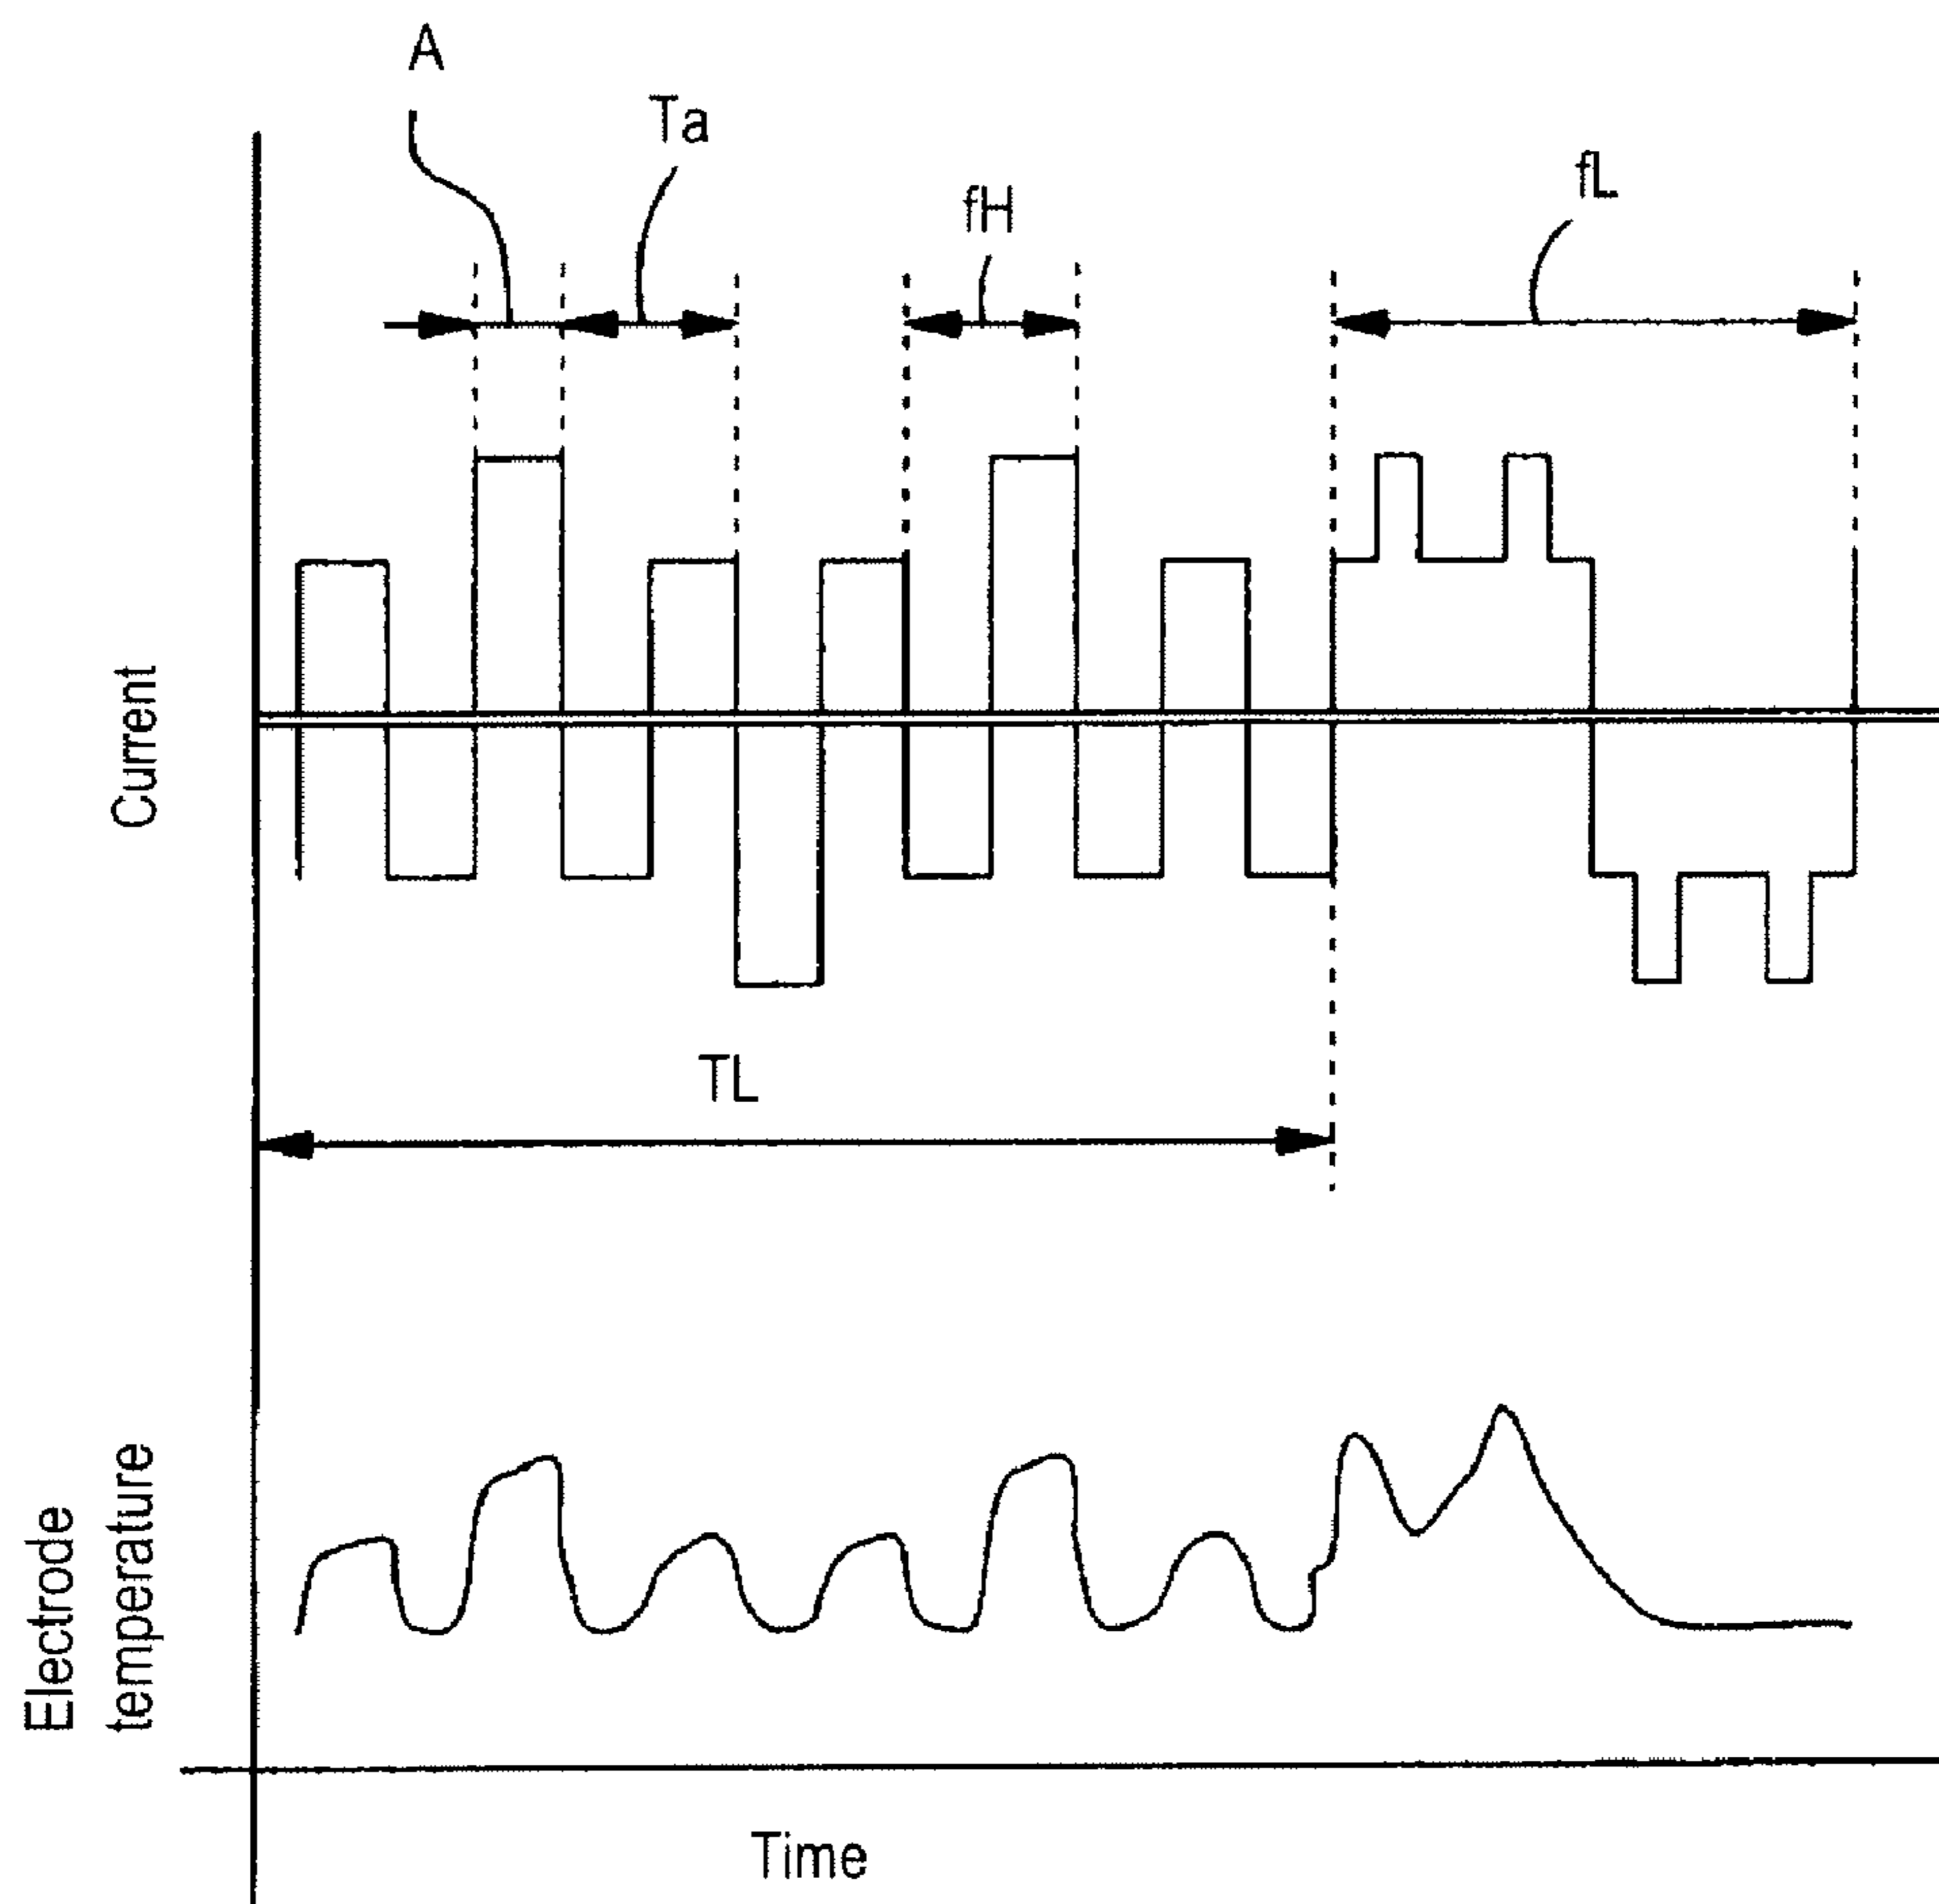 A
Ta
fH
fL
Current
TL
Electrode
temperature
Time